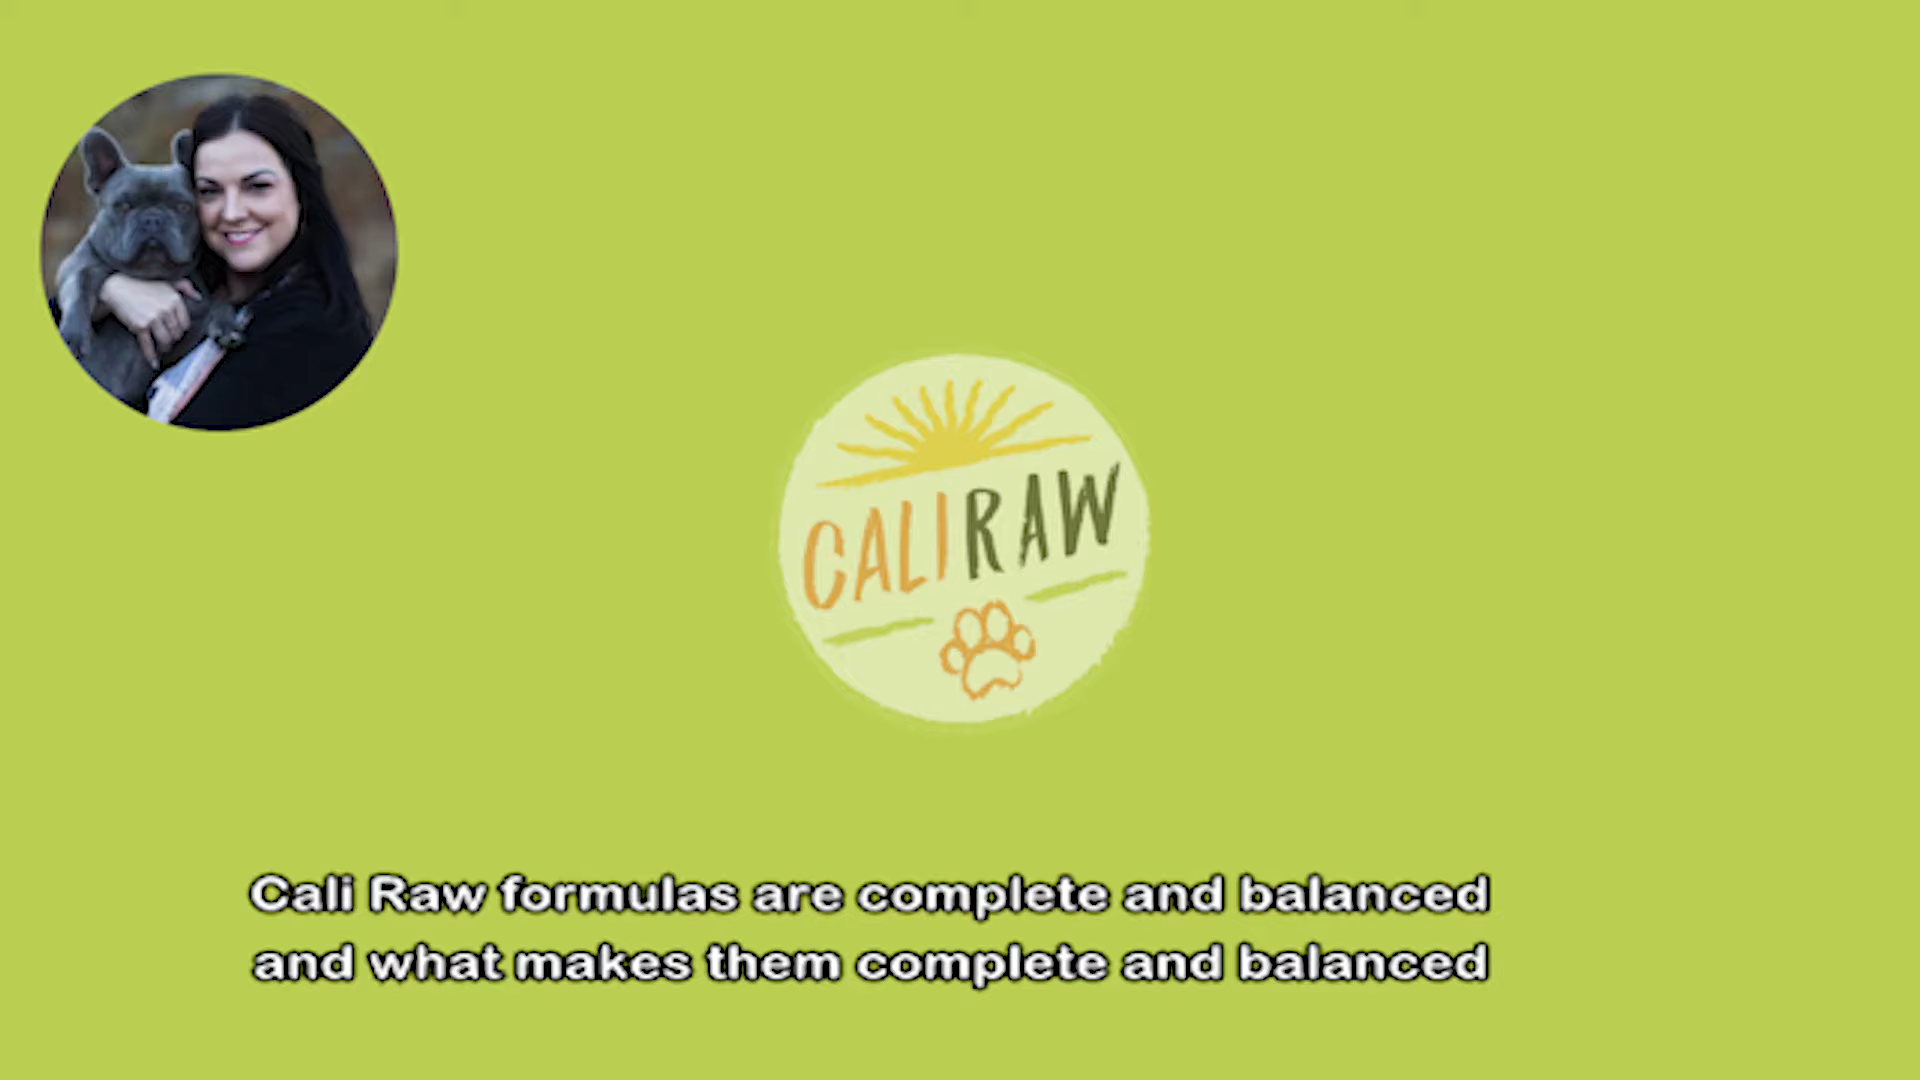 CALI RAW
Cali Raw formulas are complete and balanced
and what makes them complete and balanced